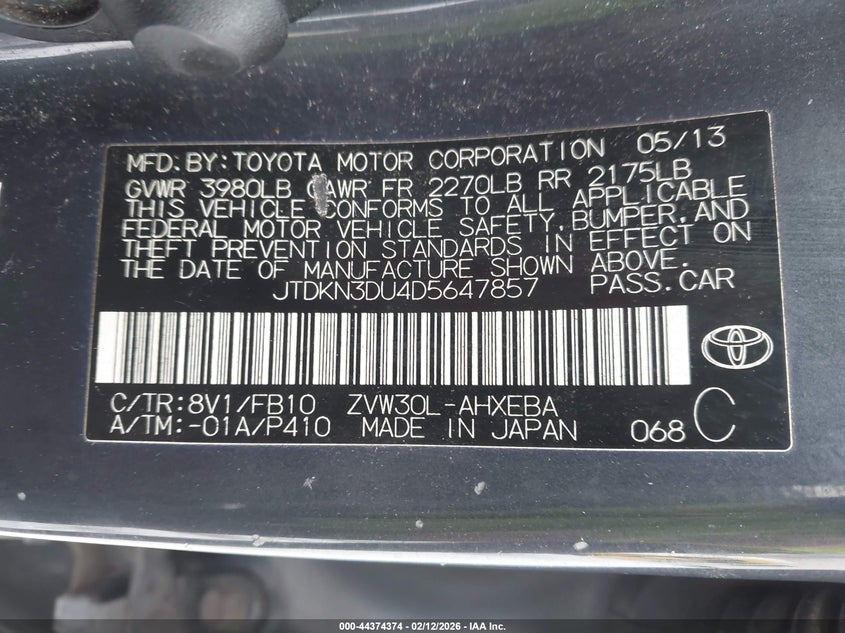 MFD. BY: TOYOTA MOTOR CORPORATION 05/13
GVWR 3980LB GAWR FR 2270LB RR 2175LB
THIS VEHICLE CONFORMS TO ALL APPLICABLE
FEDERAL MOTOR VEHICLE SAFETY, BUMPER, AND
THEFT PREVENTION STANDARDS IN EFFECT ON
THE DATE OF MANUFACTURE SHOWN ABOVE.
JTDKN3DU4D5647857 PASS. CAR
C/TR: 8V1/FB10 ZVW30L-AHXEBA
A/TM: -01A/P410 MADE IN JAPAN 068 C
000-44374374 | 02/12/2026 - IAA Inc.